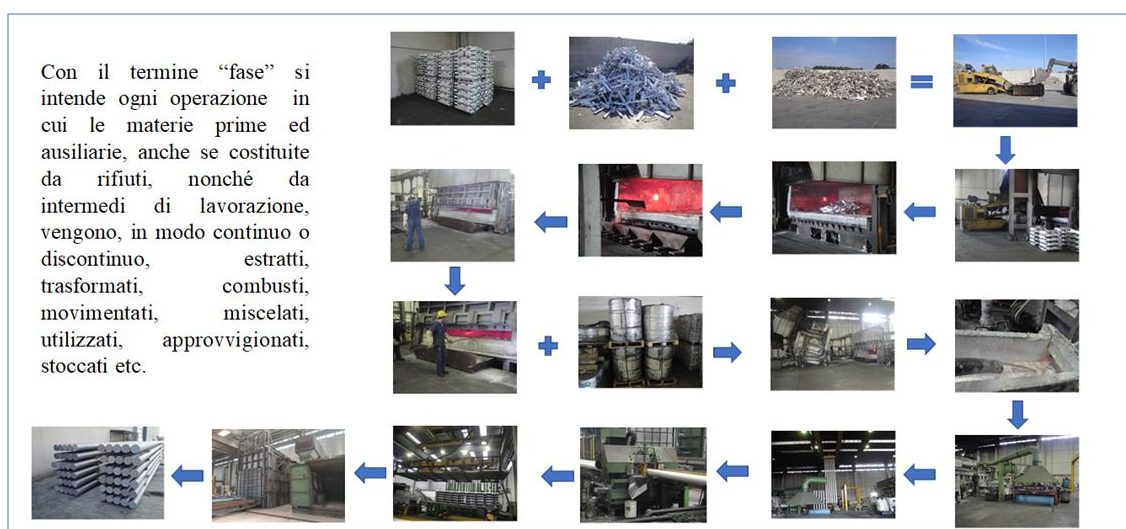 Con il termine “fase” si
intende ogni operazione in
cui le materie prime ed
ausiliarie, anche se costituite
da rifiuti, nonché da
intermedi di lavorazione,
vengono, in modo continuo o
discontinuo, estratti,
trasformati, combusti,
movimentati, miscelati,
utilizzati, approvvigionati,
stoccati etc.